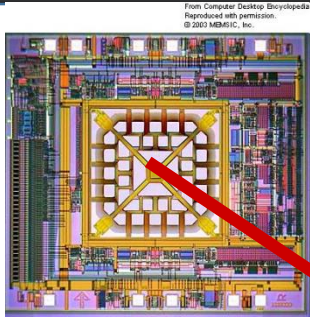 From Computer Desktop Encyclopedia
Reproduced with permission.
© 2003 MEMSIC, Inc.